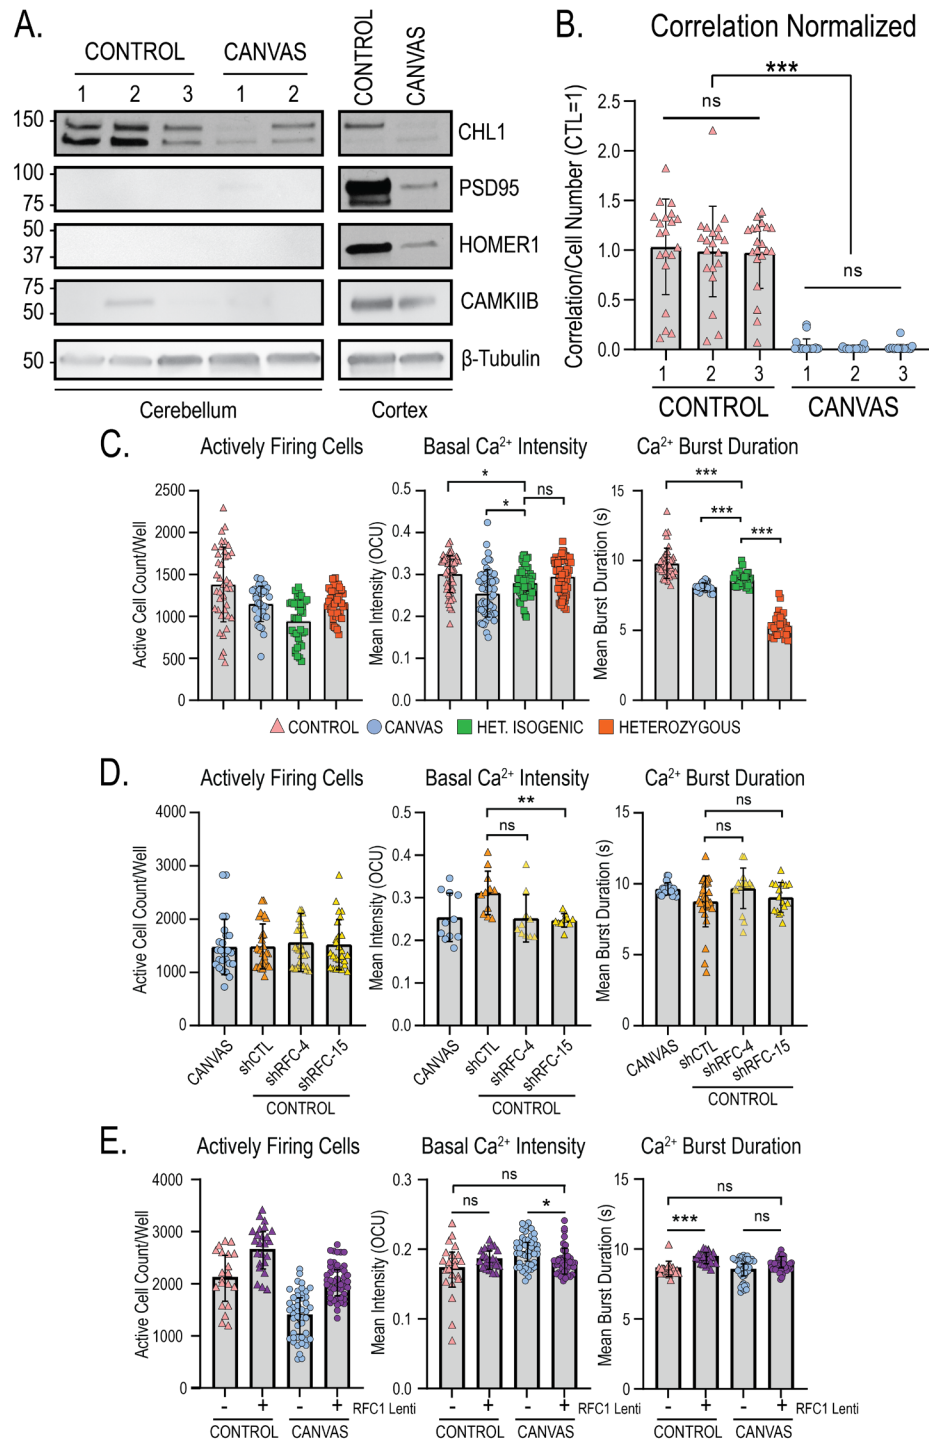 A.
CONTROL CANVAS
1 2 3 1 2
CONTROL
CANVAS
150
CHL1
100
75
PSD95
50
37
HOMER1
75
50
CAMKIIB
50
β-Tubulin
Cerebellum Cortex
B.
Correlation Normalized
***
ns
ns
Correlation/Cell Number (CTL=1)
2.5
2.0
1.5
1.0
0.5
0.0
1 2 3 1 2 3
CONTROL CANVAS
C.
Actively Firing Cells
Active Cell Count/Well
2500
2000
1500
1000
500
0
Basal Ca²⁺ Intensity
Mean Intensity (OCU)
0.5
0.4
0.3
0.2
0.1
0.0
*
*
ns
Ca²⁺ Burst Duration
Mean Burst Duration (s)
15
10
5
0
***
***
***
CONTROL CANVAS HET. ISOGENIC HETEROZYGOUS
D.
Actively Firing Cells
Active Cell Count/Well
4000
3000
2000
1000
0
CANVAS
shCTL
shRFC-4
shRFC-15
CONTROL
Basal Ca²⁺ Intensity
Mean Intensity (OCU)
0.5
0.4
0.3
0.2
0.1
0.0
**
ns
CANVAS
shCTL
shRFC-4
shRFC-15
CONTROL
Ca²⁺ Burst Duration
Mean Burst Duration (s)
15
10
5
0
ns
ns
CANVAS
shCTL
shRFC-4
shRFC-15
CONTROL
E.
Actively Firing Cells
Active Cell Count/Well
4000
3000
2000
1000
0
- + - + RFC1 Lenti
CONTROL CANVAS
Basal Ca²⁺ Intensity
Mean Intensity (OCU)
0.3
0.2
0.1
0.0
ns
ns
*
- + - + RFC1 Lenti
CONTROL CANVAS
Ca²⁺ Burst Duration
Mean Burst Duration (s)
15
10
5
0
ns
***
ns
- + - + RFC1 Lenti
CONTROL CANVAS